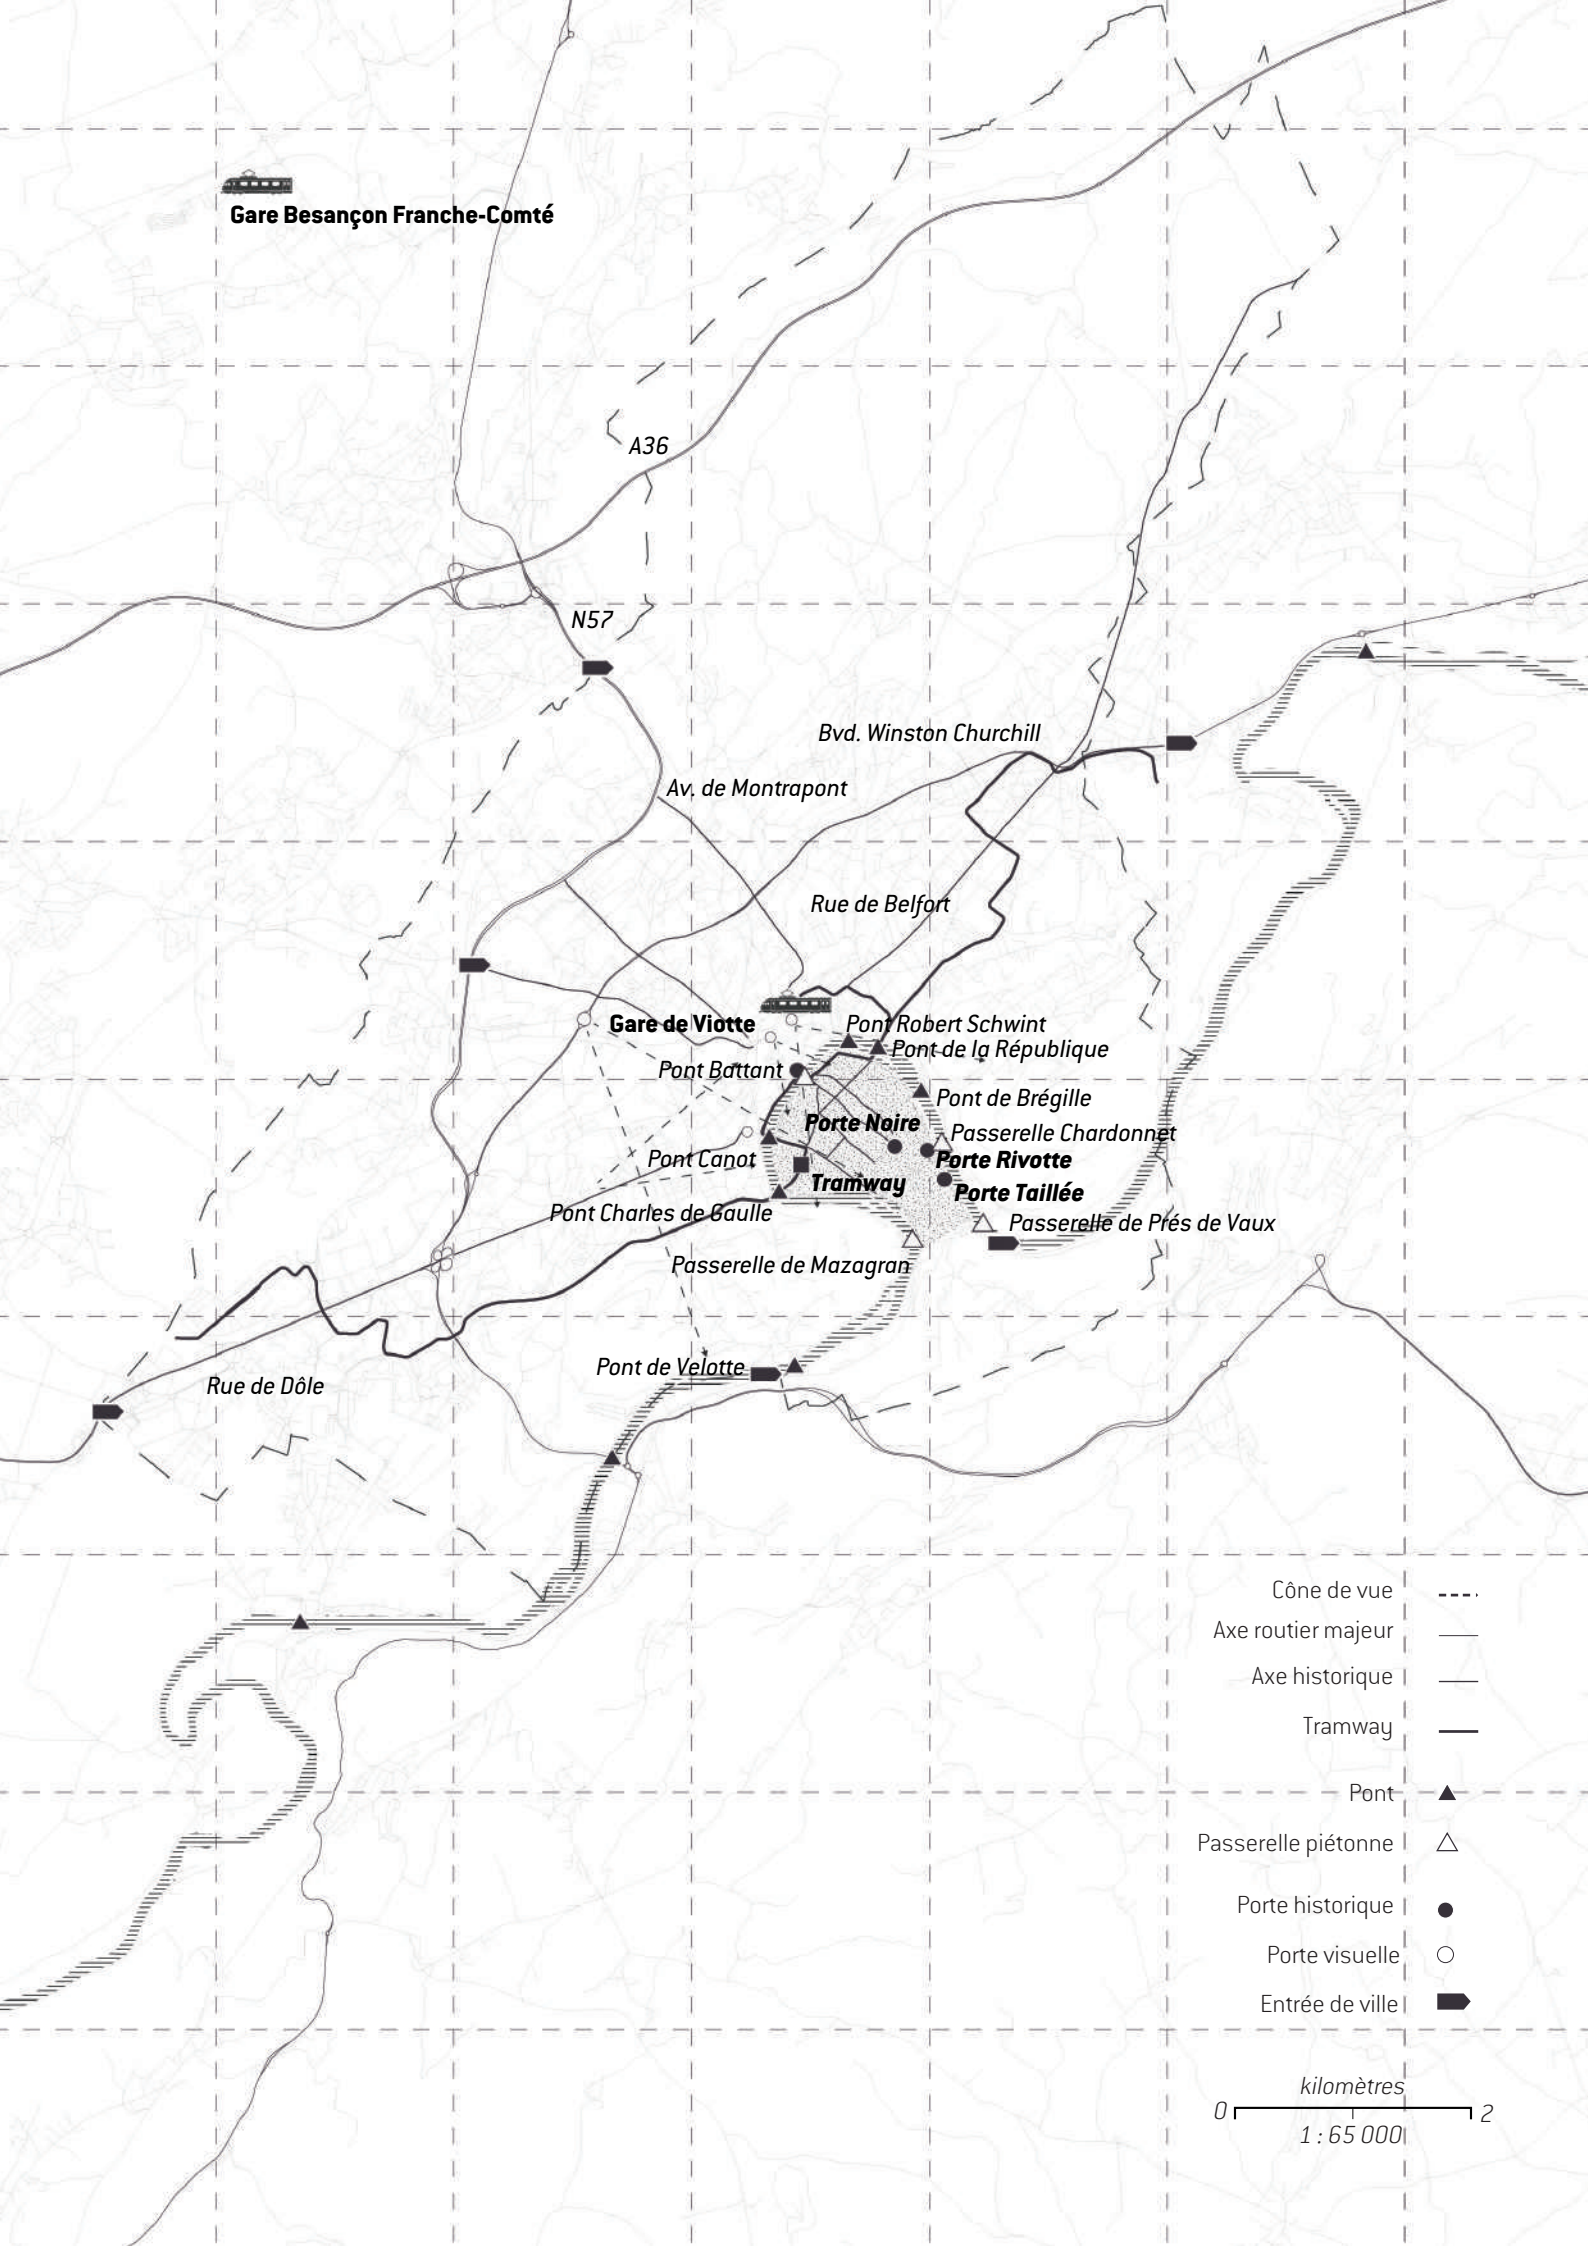 Gare Besançon Franche-Comté
A36
N57
Bvd. Winston Churchill
Av. de Montrapont
Rue de Belfort
Gare de Viotte
Pont Robert Schwint
Pont de la République
Pont Battant
Pont de Brégille
Porte Noire
Passerelle Chardonnet
Pont Canot
Porte Rivotte
Tramway
Porte Taillée
Pont Charles de Gaulle
Passerelle de Prés de Vaux
Passerelle de Mazagran
Pont de Velotte
Rue de Dôle
Cône de vue
Axe routier majeur
Axe historique
Tramway
Pont
Passerelle piétonne
Porte historique
Porte visuelle
Entrée de ville
kilomètres
0 2
1 : 65 000